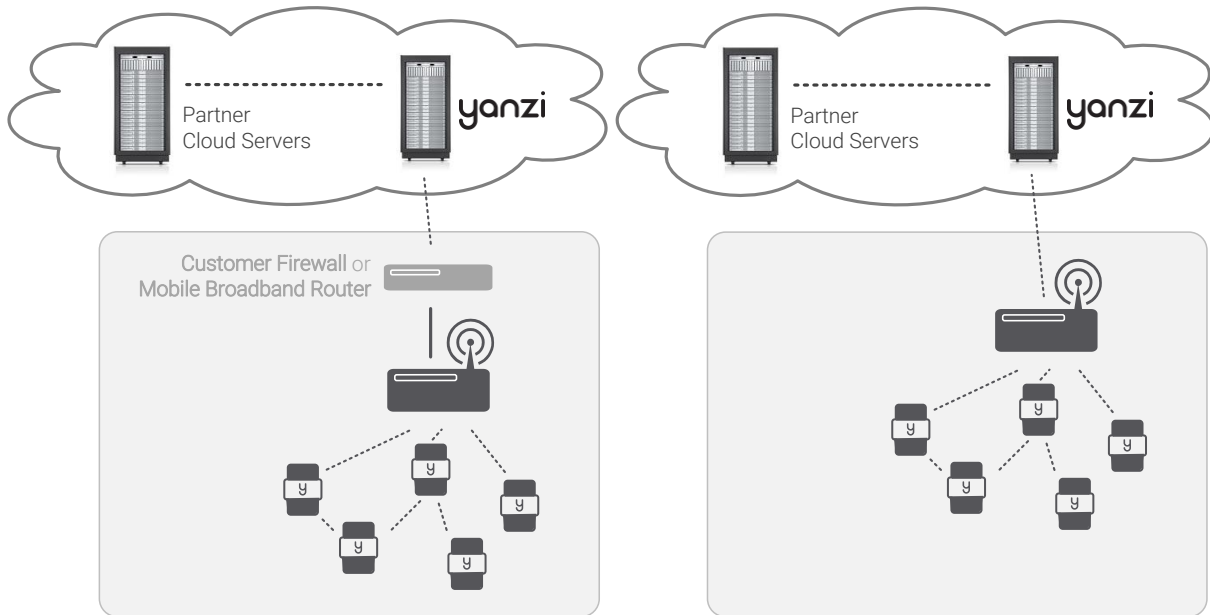 Partner
Cloud Servers
yanzi
Customer Firewall or
Mobile Broadband Router
y
y
y
y
y
Partner
Cloud Servers
yanzi
y
y
y
y
y